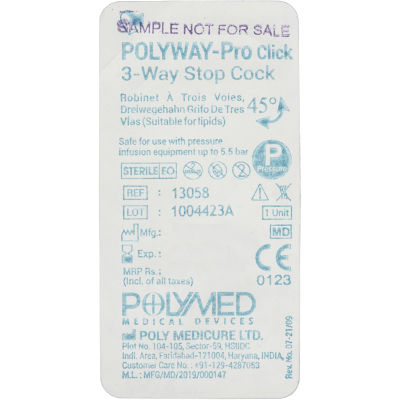 SAMPLE NOT FOR SALE
POLYWAY-Pro Click
3-Way Stop Cock
Robinet À Trois Voies,
Dreiwegehahn Grifo De Tres
Vías (Suitable for lipids)
45°
Safe for use with pressure
infusion equipment up to 5.5 bar
P
Pressure
STERILE EO
REF : 13058
LOT : 1004423A
1 Unit
Mfg.:
MD
Exp.:
CE
0123
MRP Rs.:
(Incl. of all taxes)
POLYMED
MEDICAL DEVICES
POLY MEDICURE LTD.
Plot No. 104-105, Sector-59, HSIIDC
Indl. Area, Faridabad-121004, Haryana, INDIA
Customer Care : +91-129-4287083
M.L.: MFG/MD/2019/000147
Rev. No. 07-21/09